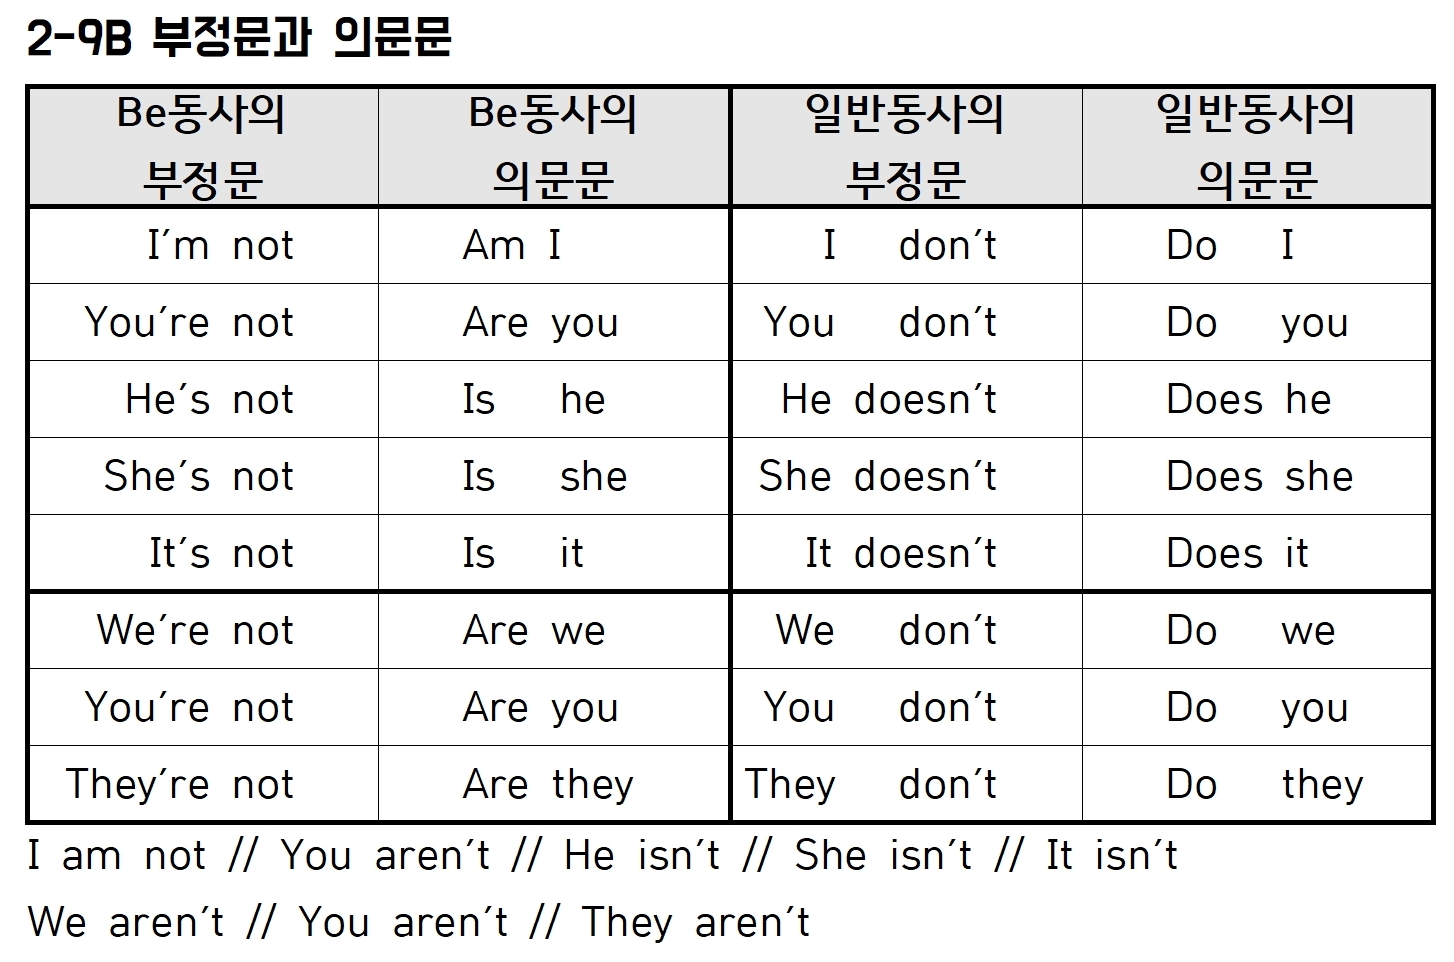 2-9B 부정문과 의문문
Be동사의 부정문 Be동사의 의문문 일반동사의 부정문 일반동사의 의문문
I'm not Am I I don't Do I
You're not Are you You don't Do you
He's not Is he He doesn't Does he
She's not Is she She doesn't Does she
It's not Is it It doesn't Does it
We're not Are we We don't Do we
You're not Are you You don't Do you
They're not Are they They don't Do they
I am not // You aren't // He isn't // She isn't // It isn't
We aren't // You aren't // They aren't